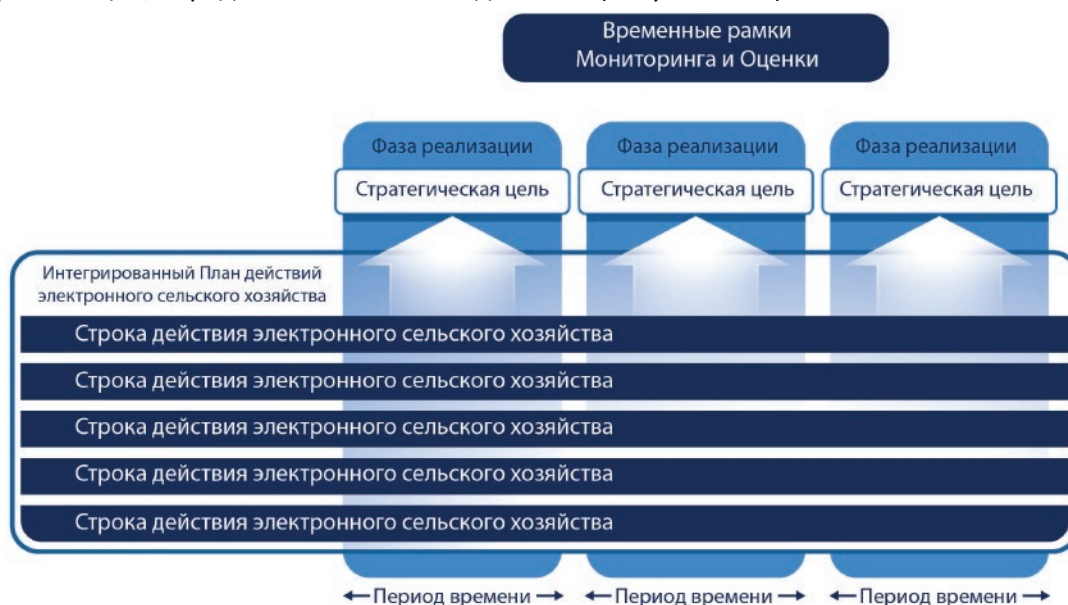 Временные рамки
Мониторинга и Оценки
Фаза реализации
Фаза реализации
Фаза реализации
Стратегическая цель
Стратегическая цель
Стратегическая цель
Интегрированный План действий
электронного сельского хозяйства
Строка действия электронного сельского хозяйства
Строка действия электронного сельского хозяйства
Строка действия электронного сельского хозяйства
Строка действия электронного сельского хозяйства
Строка действия электронного сельского хозяйства
Период времени
Период времени
Период времени